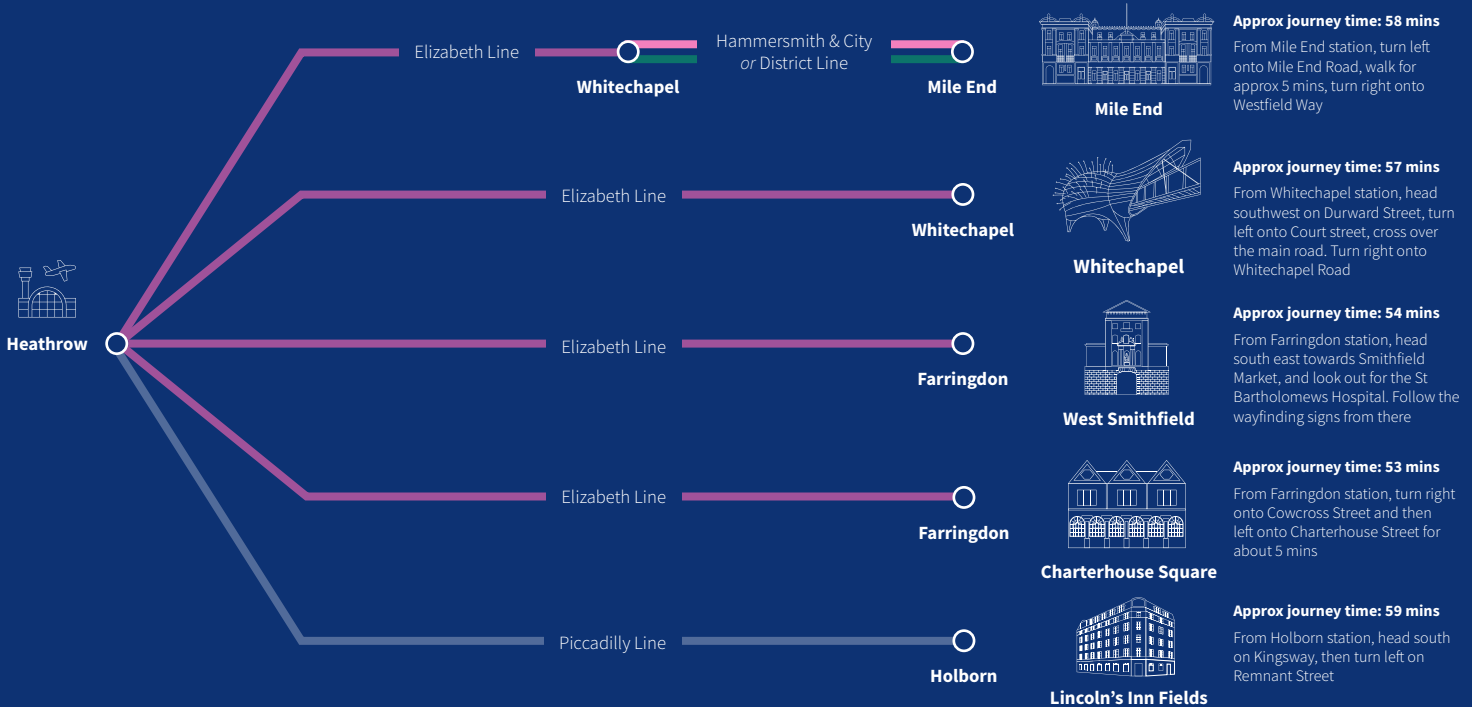 Heathrow
Elizabeth Line
Whitechapel
Hammersmith & City
or District Line
Mile End
Mile End
Approx journey time: 58 mins
From Mile End station, turn left
onto Mile End Road, walk for
approx 5 mins, turn right onto
Westfield Way
Elizabeth Line
Whitechapel
Whitechapel
Approx journey time: 57 mins
From Whitechapel station, head
southwest on Durward Street, turn
left onto Court street, cross over
the main road. Turn right onto
Whitechapel Road
Elizabeth Line
Farringdon
West Smithfield
Approx journey time: 54 mins
From Farringdon station, head
south east towards Smithfield
Market, and look out for the St
Bartholomews Hospital. Follow the
wayfinding signs from there
Elizabeth Line
Farringdon
Charterhouse Square
Approx journey time: 53 mins
From Farringdon station, turn right
onto Cowcross Street and then
left onto Charterhouse Street for
about 5 mins
Piccadilly Line
Holborn
Lincoln's Inn Fields
Approx journey time: 59 mins
From Holborn station, head south
on Kingsway, then turn left on
Remnant Street